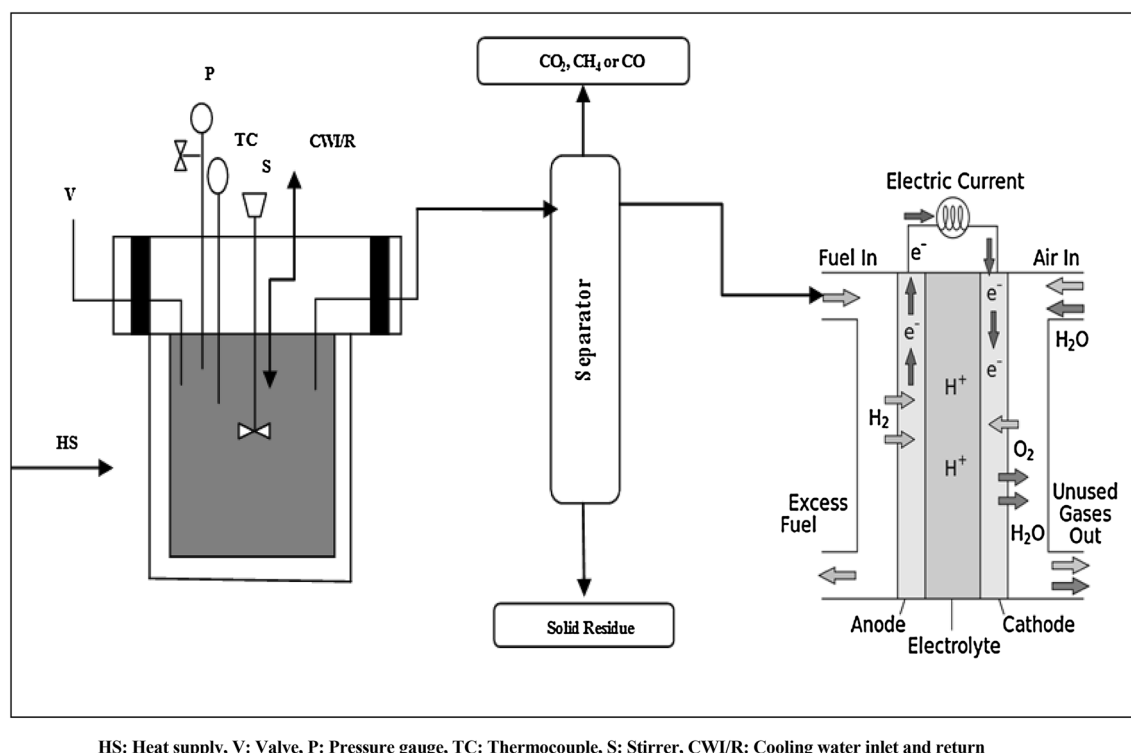 P
TC
S
CWI/R
V
HS
CO2, CH4 or CO
Separator
Solid Residue
Electric Current
Fuel In
e-
Air In
e-
e-
H2O
e-
H+
H2
O2
H+
Excess
Fuel
Unused
Gases
Out
H2O
Anode
Cathode
Electrolyte
HS: Heat supply, V: Valve, P: Pressure gauge, TC: Thermocouple, S: Stirrer, CWI/R: Cooling water inlet and return